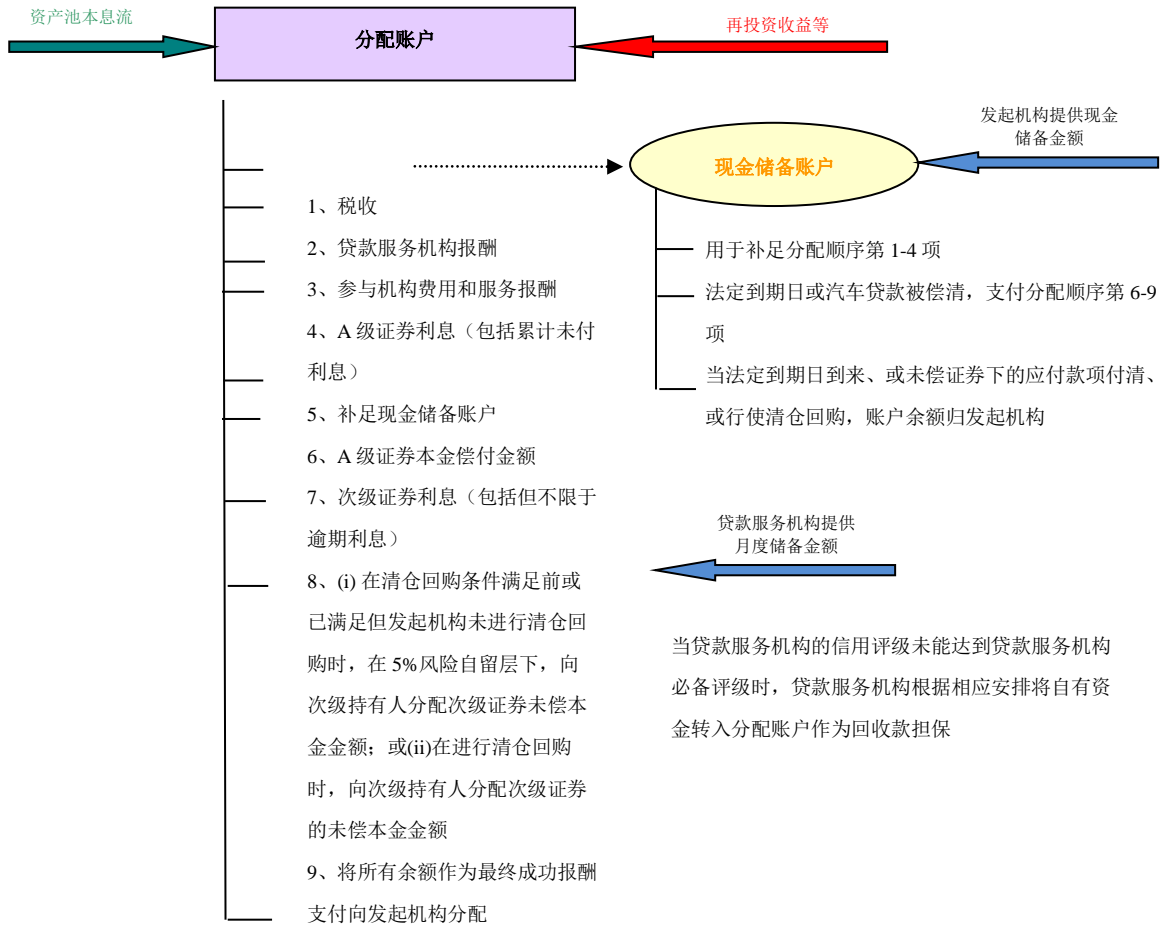 资产池本息流
分配账户
再投资收益等
发起机构提供现金
储备金额
现金储备账户
1、税收
2、贷款服务机构报酬
3、参与机构费用和服务报酬
4、A 级证券利息（包括累计未付
利息）
5、补足现金储备账户
6、A 级证券本金偿付金额
7、次级证券利息（包括但不限于
逾期利息）
8、(i) 在清仓回购条件满足前或
已满足但发起机构未进行清仓回
购时，在 5%风险自留层下，向
次级持有人分配次级证券未偿本
金金额；或(ii)在进行清仓回购
时，向次级持有人分配次级证券
的未偿本金金额
9、将所有余额作为最终成功报酬
支付向发起机构分配
用于补足分配顺序第 1-4 项
法定到期日或汽车贷款被偿清，支付分配顺序第 6-9
项
当法定到期日到来、或未偿证券下的应付款项付清、
或行使清仓回购，账户余额归发起机构
贷款服务机构提供
月度储备金额
当贷款服务机构的信用评级未能达到贷款服务机构
必备评级时，贷款服务机构根据相应安排将自有资
金转入分配账户作为回收款担保